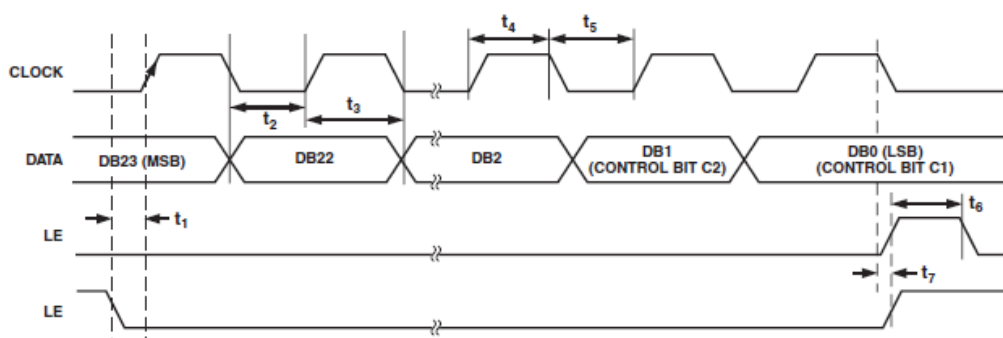 t4
t5
CLOCK
t2
t3
DATA
DB23 (MSB)
DB22
DB2
DB1
(CONTROL BIT C2)
DB0 (LSB)
(CONTROL BIT C1)
t1
t6
LE
t7
LE